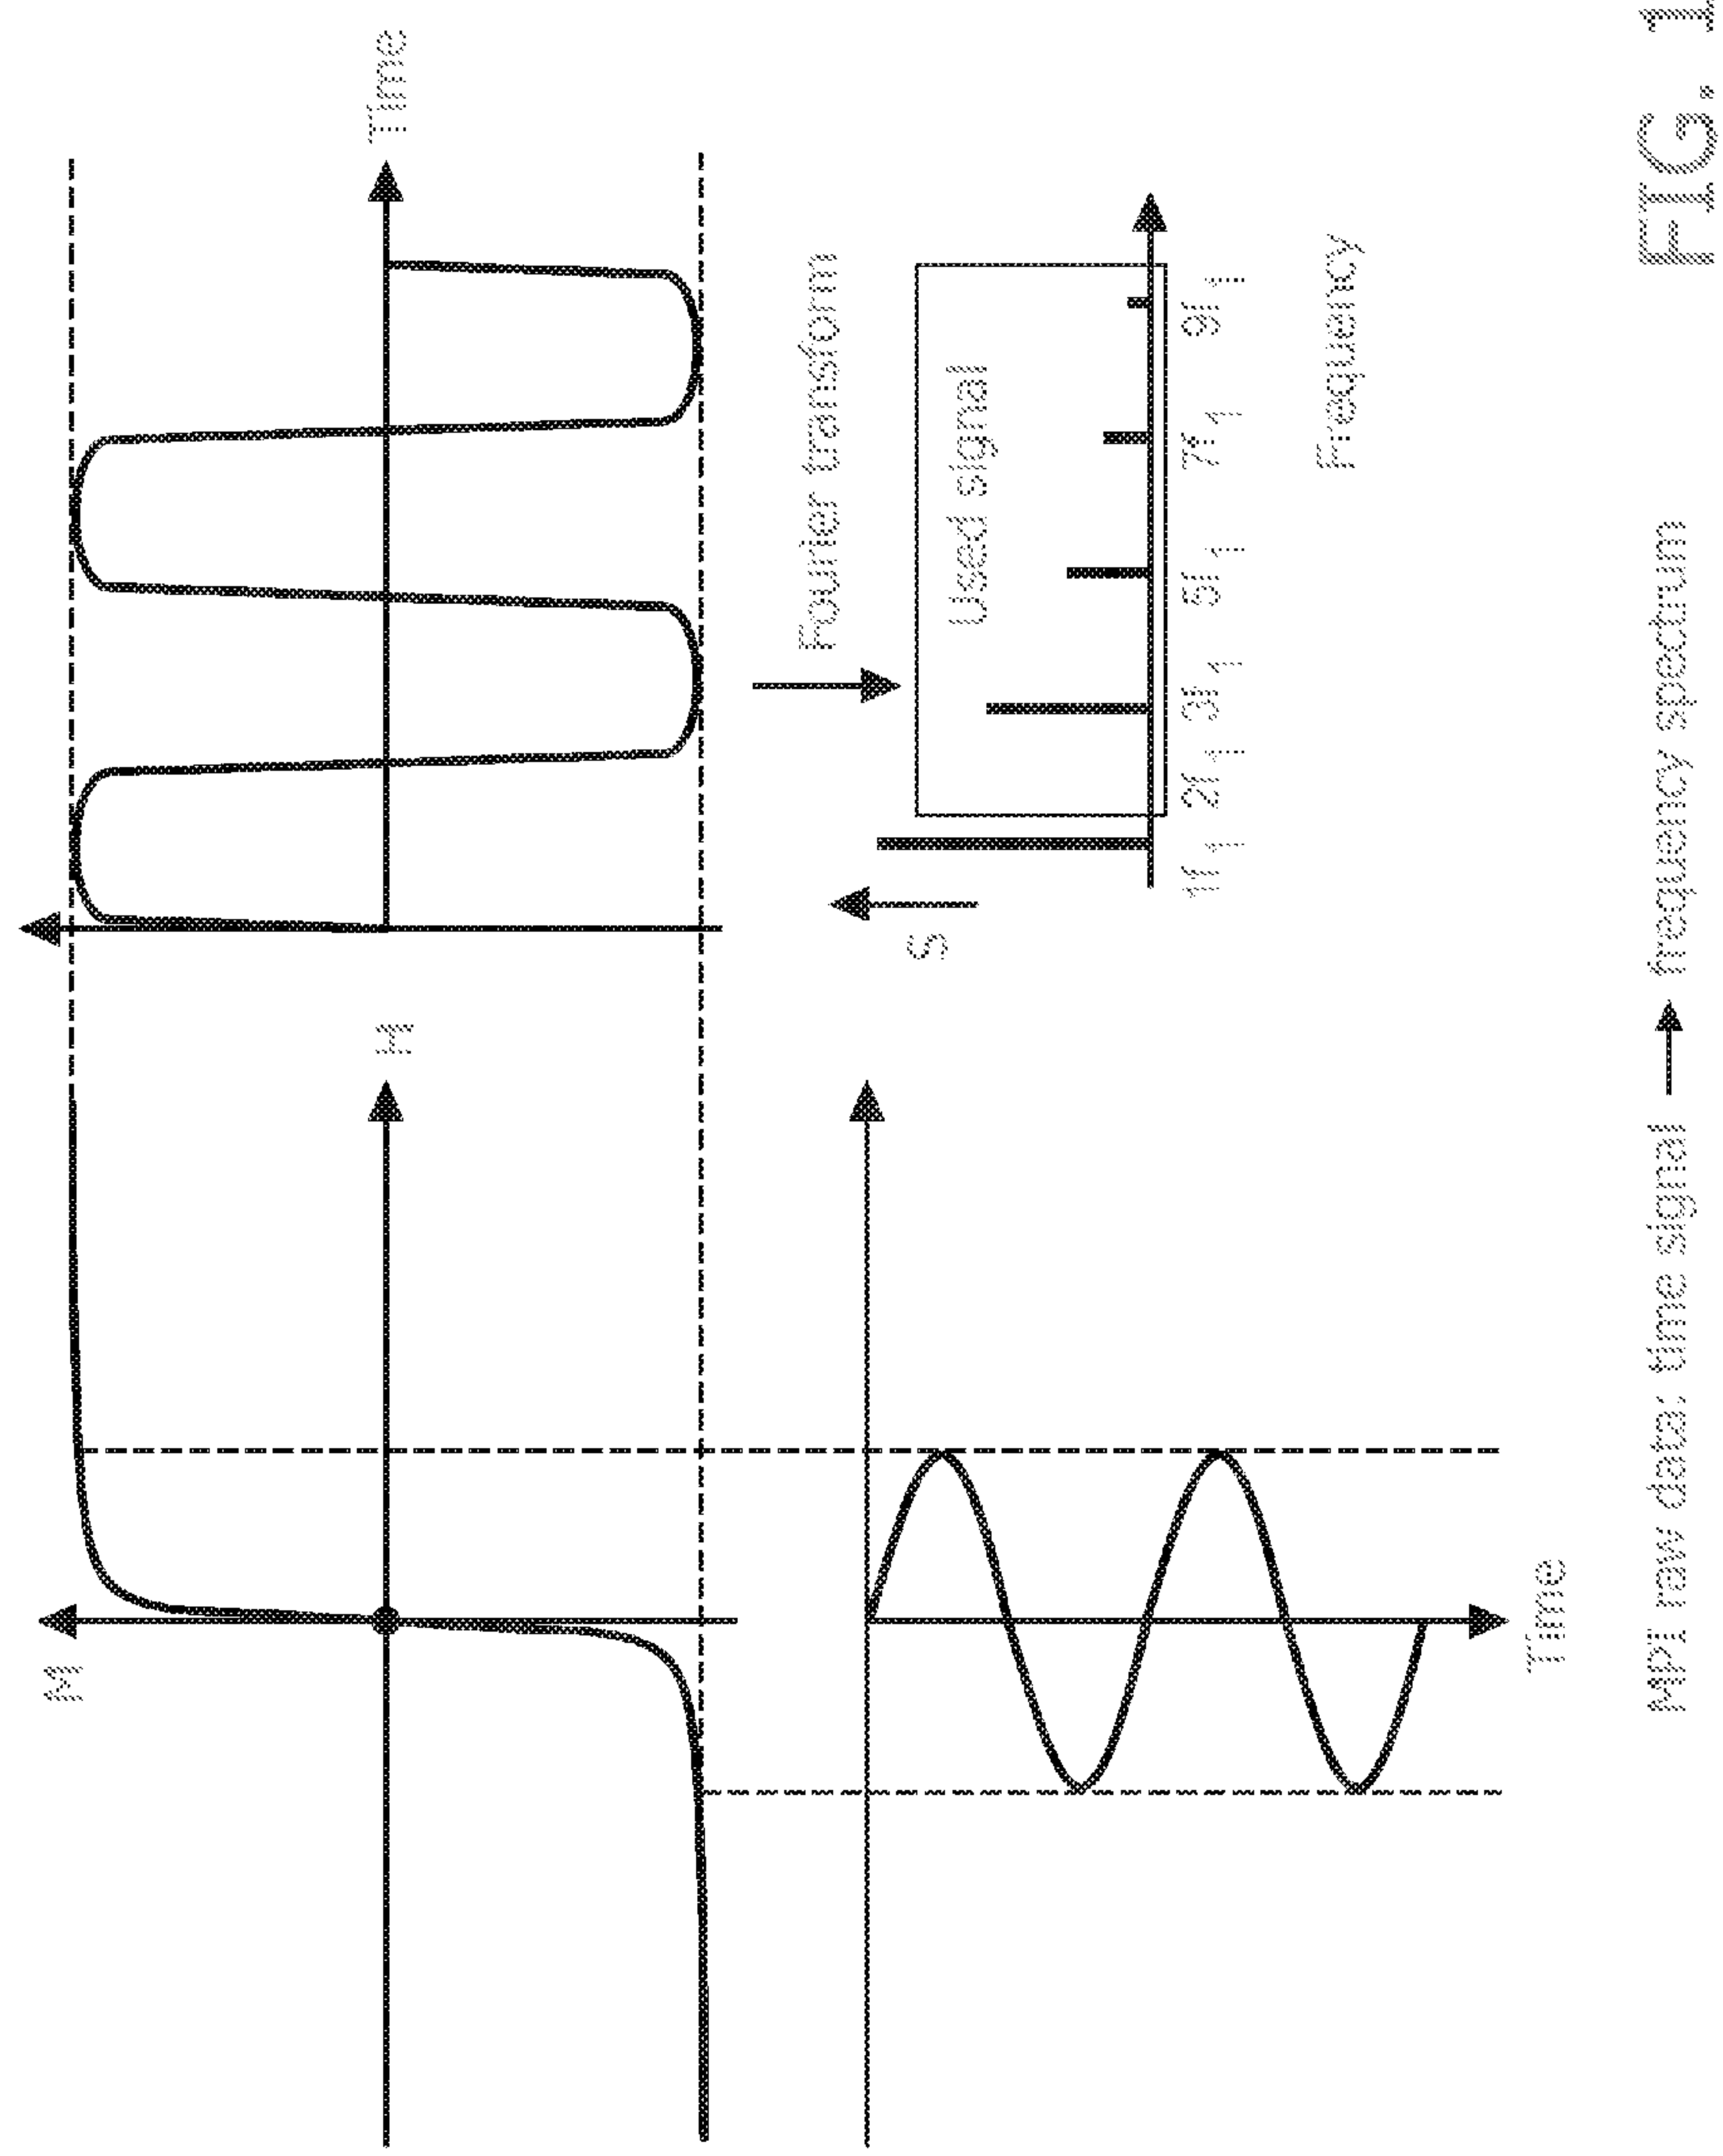 M
H
Time
Fourier transform
S
Used signal
1f1 2f1 3f1 5f1 7f1 9f1
Frequency
Time
MPI raw data: time signal → frequency spectrum
FIG. 1